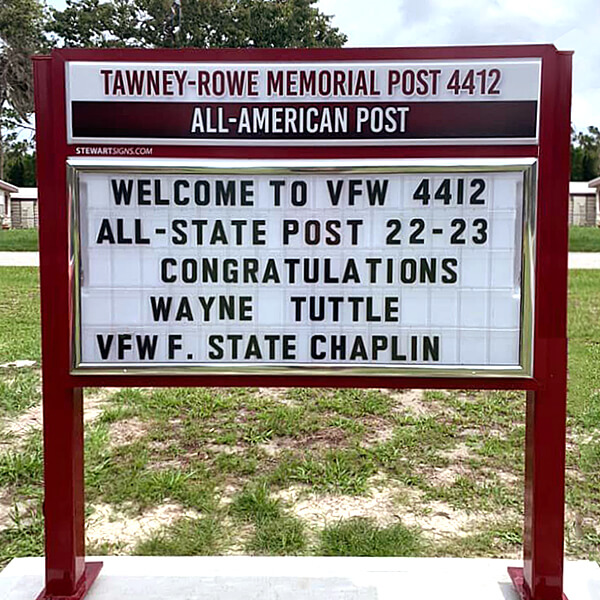 TAWNEY-ROWE MEMORIAL POST 4412
ALL-AMERICAN POST
STEWARTSIGNS.COM
WELCOME TO VFW 4412
ALL-STATE POST 22-23
CONGRATULATIONS
WAYNE TUTTLE
VFW F. STATE CHAPLIN